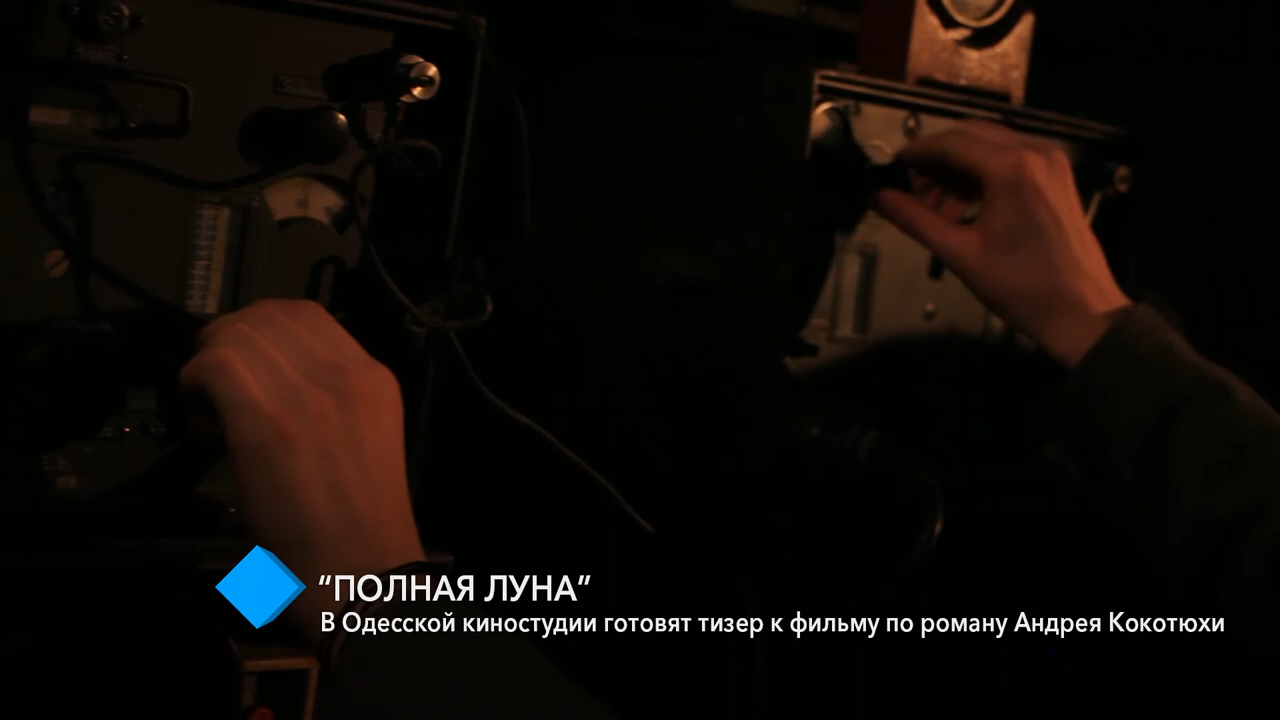 “ПОЛНАЯ ЛУНА”
В Одесской киностудии готовят тизер к фильму по роману Андрея Кокотюхи